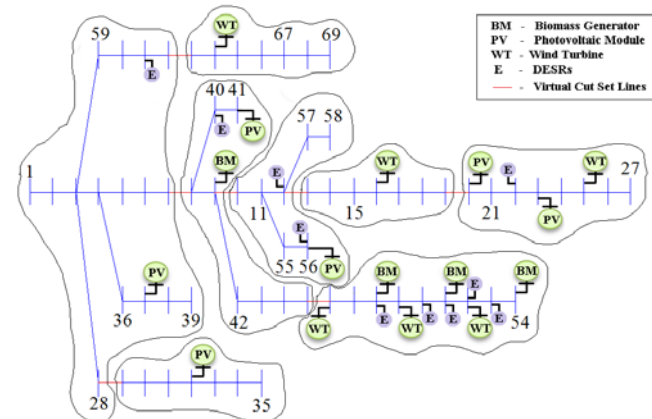 BM - Biomass Generator
PV - Photovoltaic Module
WT - Wind Turbine
E - DESRs
Virtual Cut Set Lines
WT
59
67
69
E
40 41
57
58
E
PV
1
BM
WT
PV
E
WT
27
E
11
15
21
PV
E
55 56
PV
PV
BM
BM
E
BM
36
39
42
54
WT
E
WT
E
E
WT
E
PV
28
35